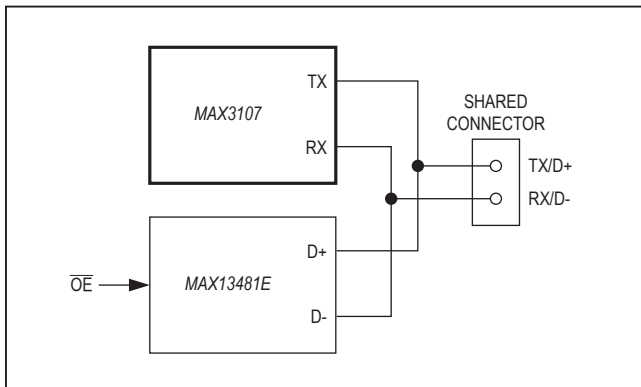 TX
MAX3107
RX
SHARED
CONNECTOR
TX/D+
RX/D-
D+
OE
MAX13481E
D-